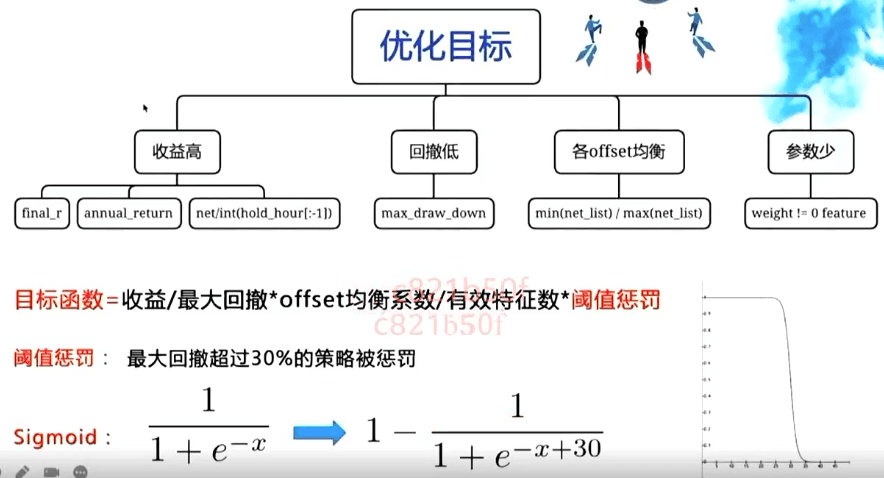 优化目标
收益高
回撤低
各offset均衡
参数少
final_r
annual_return
net/int(hold_hour[:-1])
max_draw_down
min(net_list) / max(net_list)
weight != 0 feature
目标函数=收益/最大回撤*offset均衡系数/有效特征数*阈值惩罚
c821b50f
c821b50f
阈值惩罚： 最大回撤超过30%的策略被惩罚
Sigmoid： 1/(1 + e^{-x}) 1 − 1/(1 + e^{-x+30})